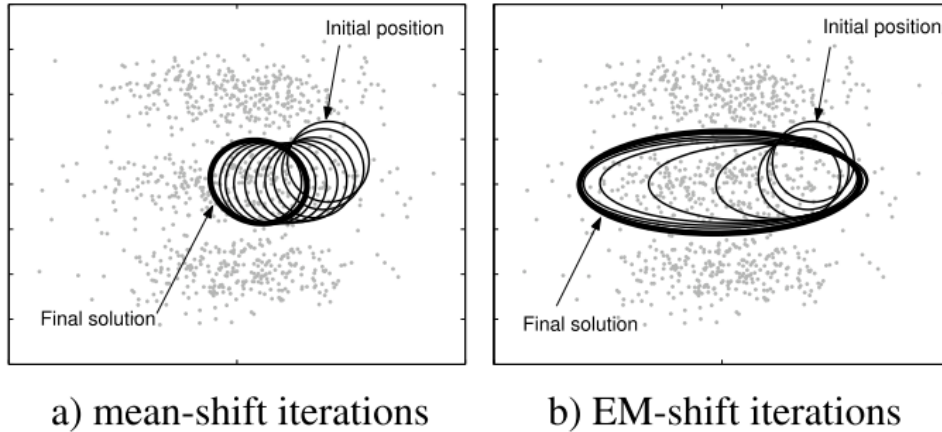 Initial position
Final solution
Initial position
Final solution
a) mean-shift iterations
b) EM-shift iterations